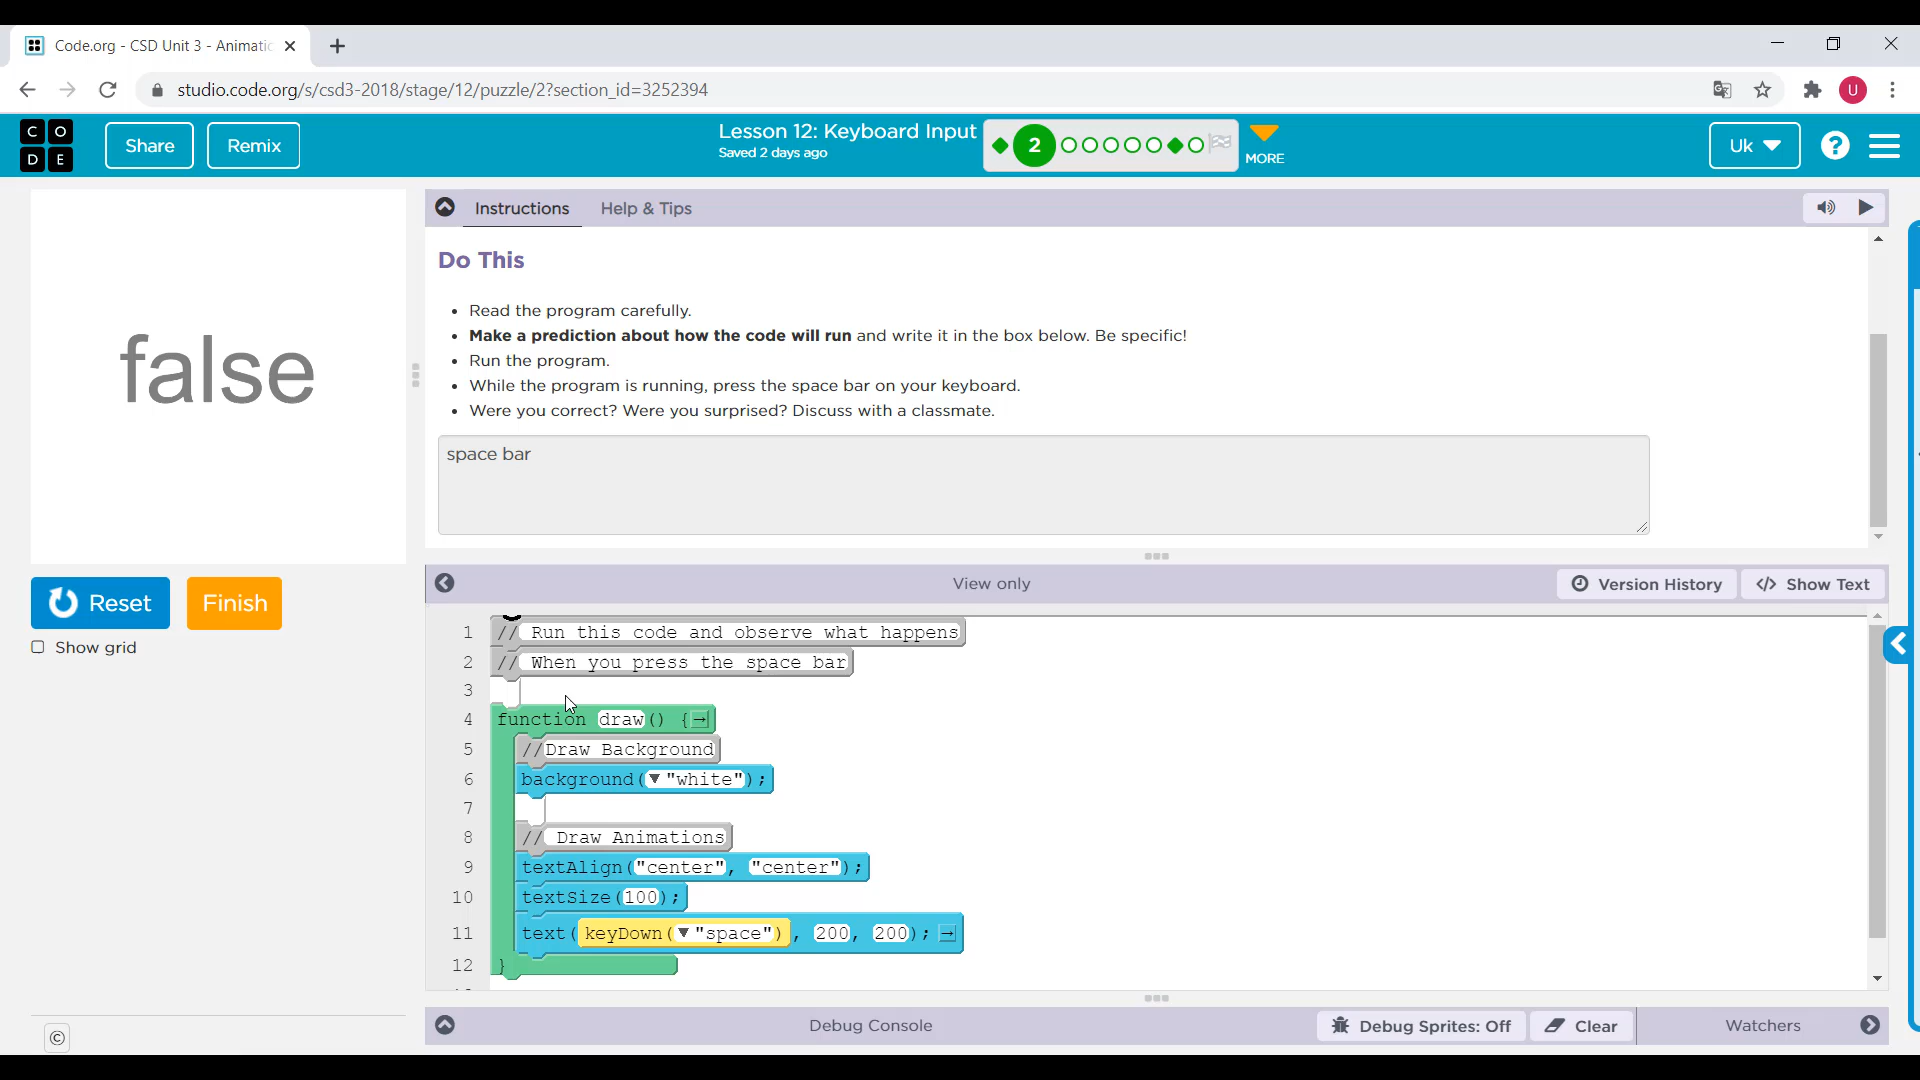 Code.org - CSD Unit 3 - Animatic
studio.code.org/s/csd3-2018/stage/12/puzzle/2?section_id=3252394
U
C O
D E
Share
Remix
Lesson 12: Keyboard Input
Saved 2 days ago
2
MORE
Uk
?
Instructions
Help & Tips
false
Do This
• Read the program carefully.
• Make a prediction about how the code will run and write it in the box below. Be specific!
• Run the program.
• While the program is running, press the space bar on your keyboard.
• Were you correct? Were you surprised? Discuss with a classmate.
space bar
Reset
Finish
Show grid
View only
Version History
</> Show Text
1 // Run this code and observe what happens
2 // When you press the space bar
3
4 function draw() {→
5 //Draw Background
6 background(▼"white");
7
8 // Draw Animations
9 textAlign("center", "center");
10 textSize(100);
11 text(keyDown(▼"space"), 200, 200);→
12 }
©
Debug Console
Debug Sprites: Off
Clear
Watchers